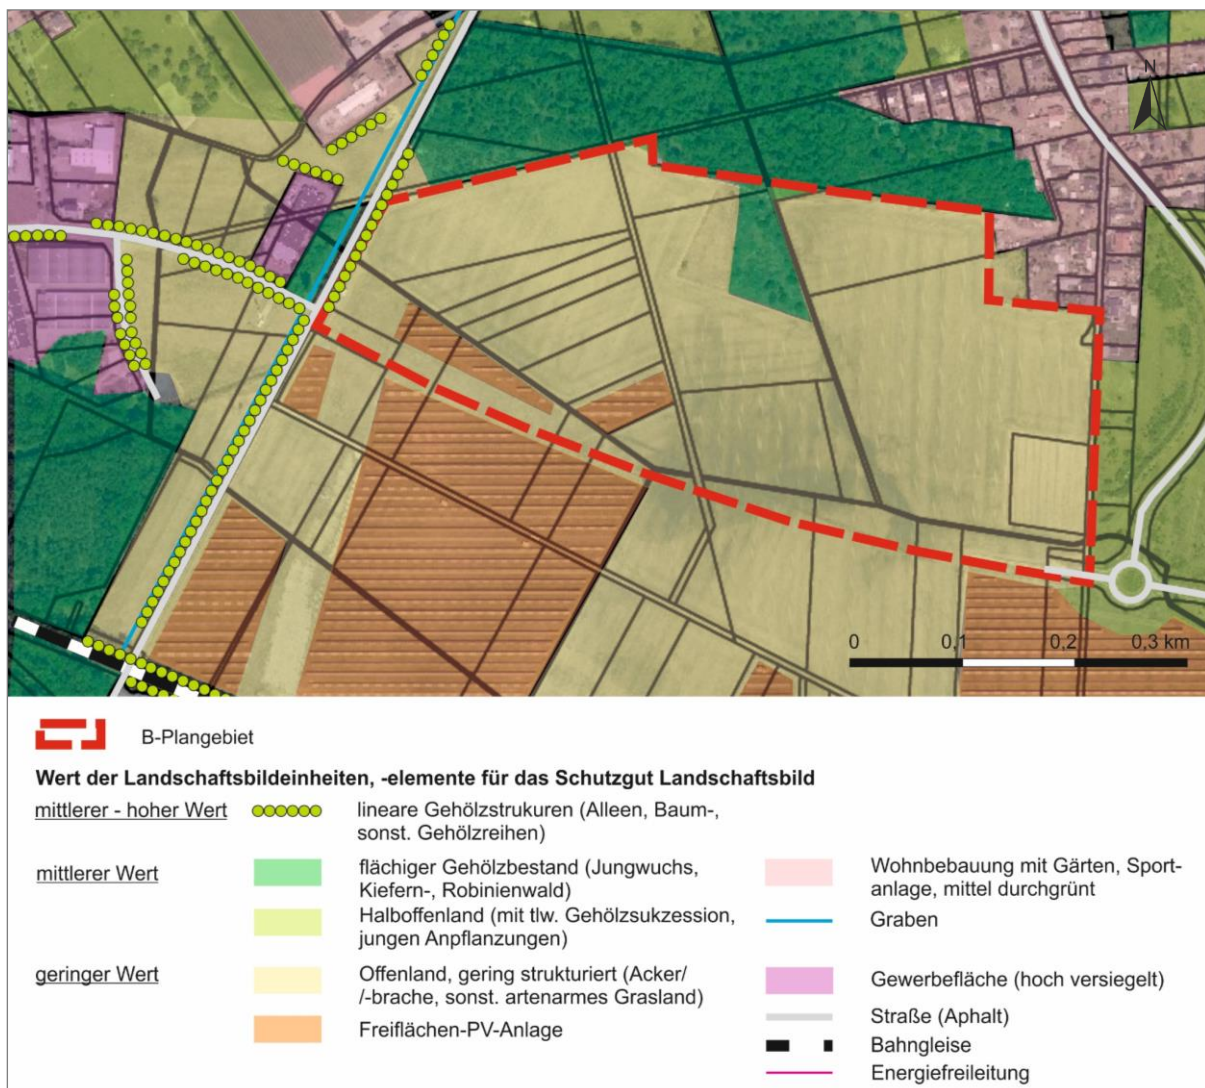 N
0 0,1 0,2 0,3 km
B-Plangebiet
Wert der Landschaftsbildeinheiten, -elemente für das Schutzgut Landschaftsbild
mittlerer - hoher Wert
lineare Gehölzstrukuren (Alleen, Baum-,
sonst. Gehölzreihen)
mittlerer Wert
flächiger Gehölzbestand (Jungwuchs,
Kiefern-, Robinienwald)
Halboffenland (mit tlw. Gehölzsukzession,
jungen Anpflanzungen)
Wohnbebauung mit Gärten, Sport-
anlage, mittel durchgrünt
Graben
geringer Wert
Offenland, gering strukturiert (Acker/
/-brache, sonst. artenarmes Grasland)
Freiflächen-PV-Anlage
Gewerbefläche (hoch versiegelt)
Straße (Aphalt)
Bahngleise
Energiefreileitung